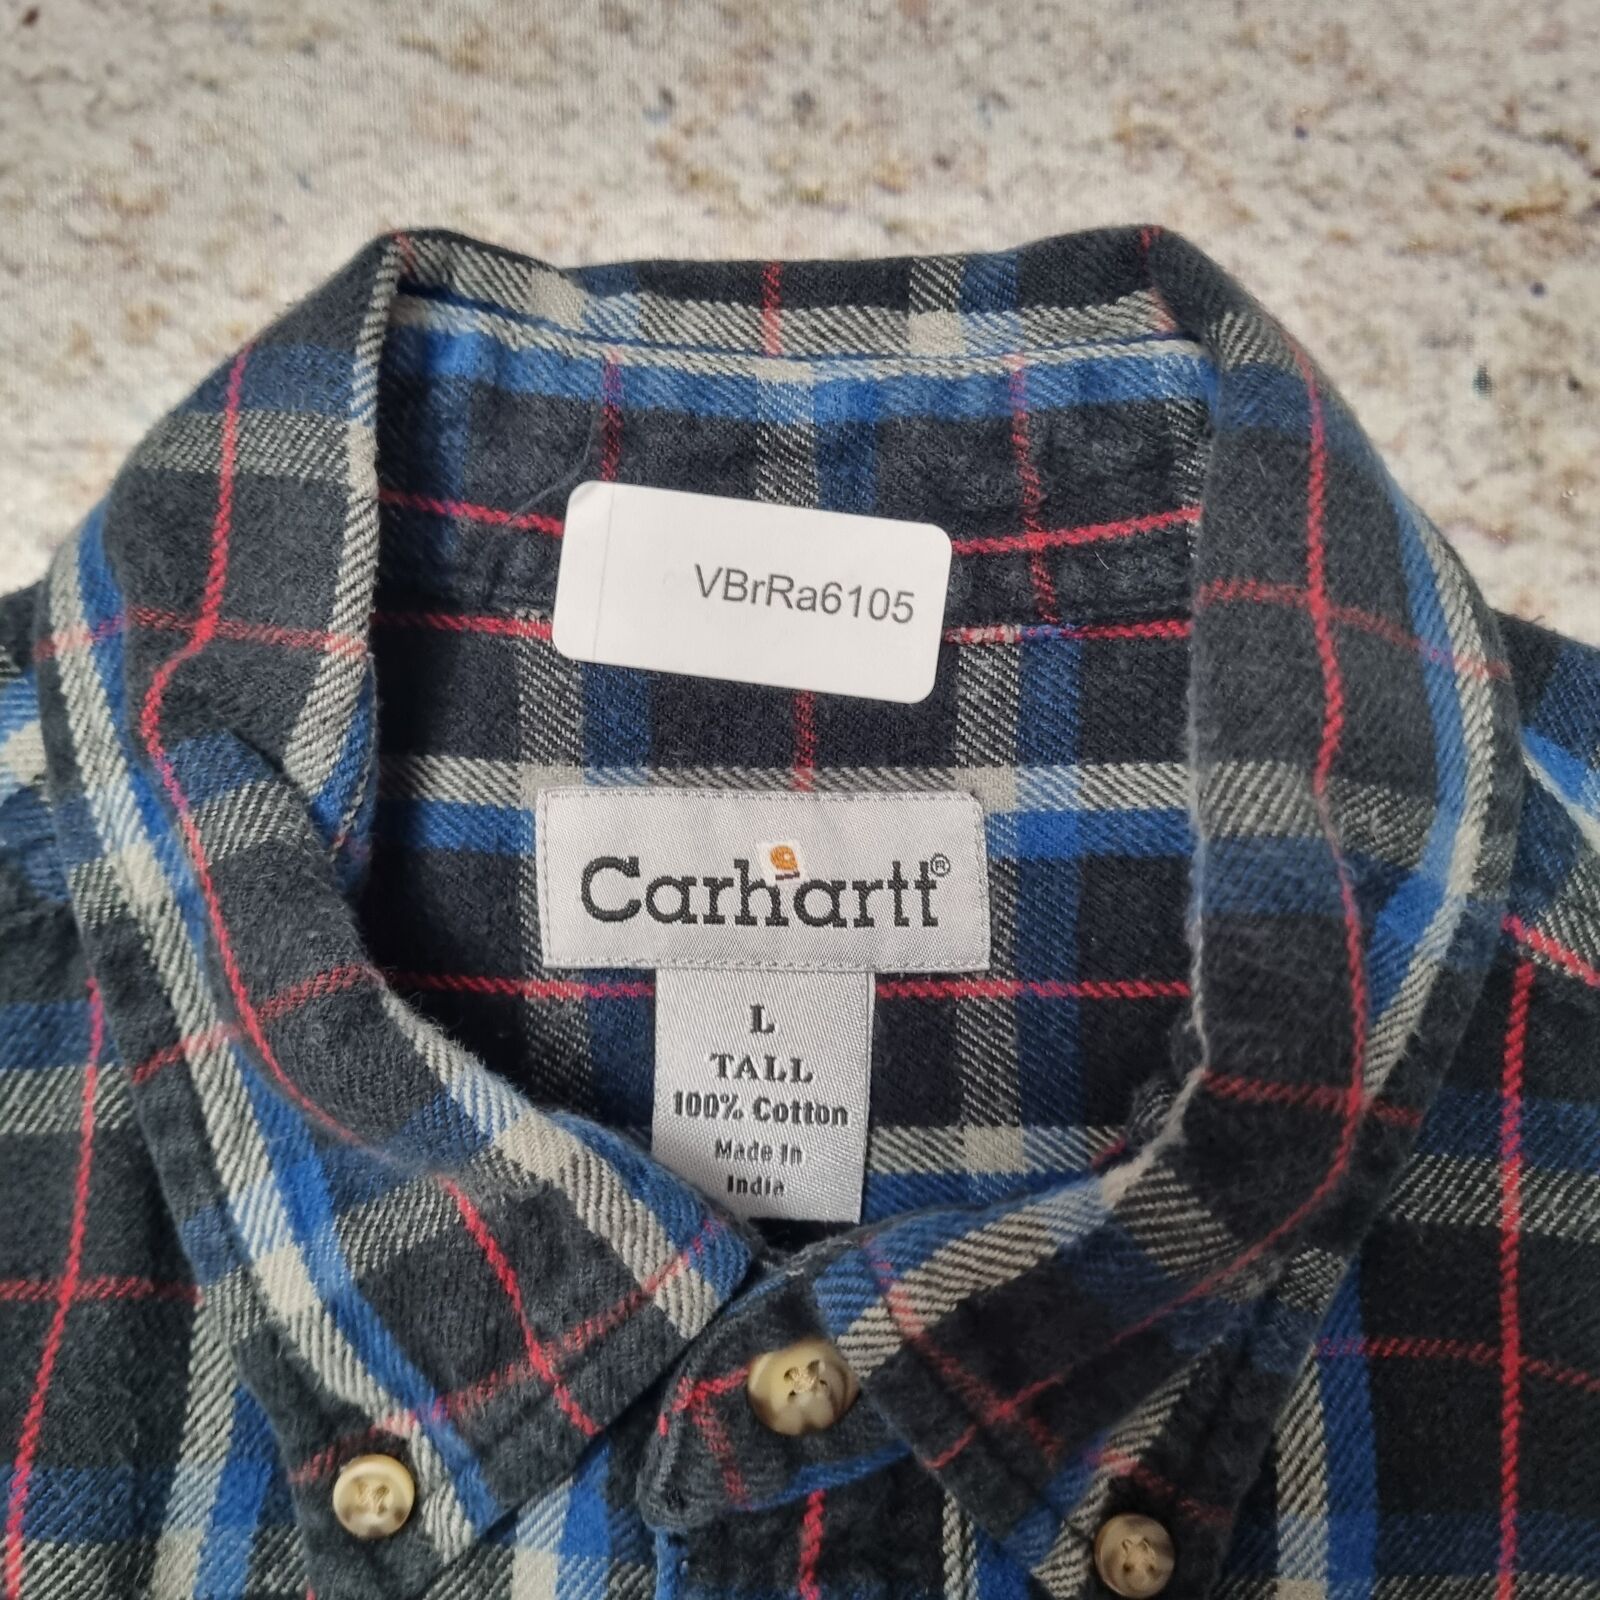 VBrRa6105
Carhartt®
L
TALL
100% Cotton
Made In
India